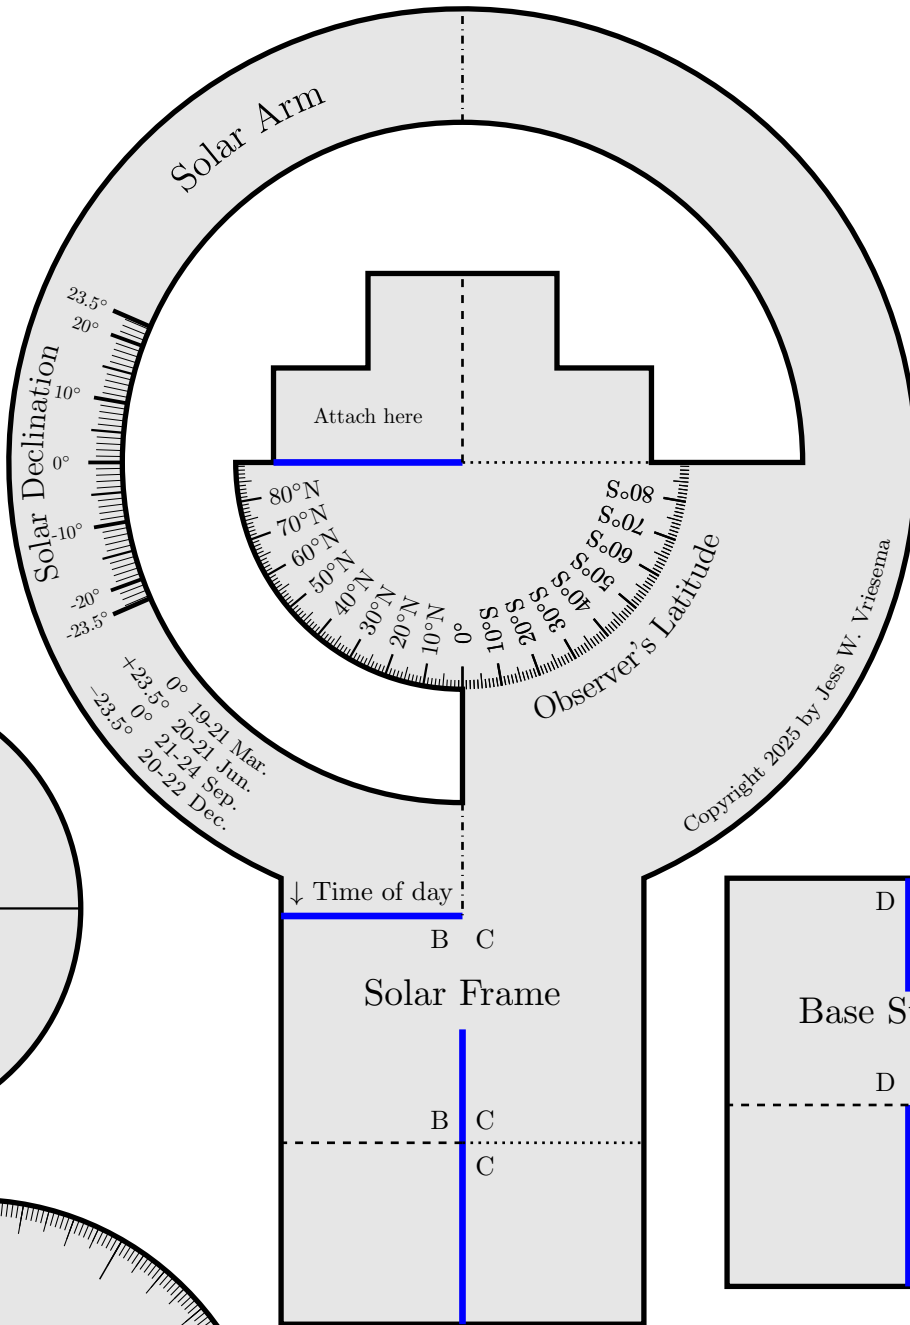 Solar Arm
Solar Declination
23.5°
20°
10°
0°
-10°
-20°
-23.5°
Attach here
80°N
70°N
60°N
50°N
40°N
30°N
20°N
10°N
0°
10°S
20°S
30°S
40°S
50°S
60°S
70°S
80°S
Observer's Latitude
0° 19-21 Mar.
+23.5° 20-21 Jun.
0° 21-24 Sep.
−23.5° 20-22 Dec.
Copyright 2025 by Jess W. Vriesema
↓ Time of day
B C
Solar Frame
B C
C
D
Base
D